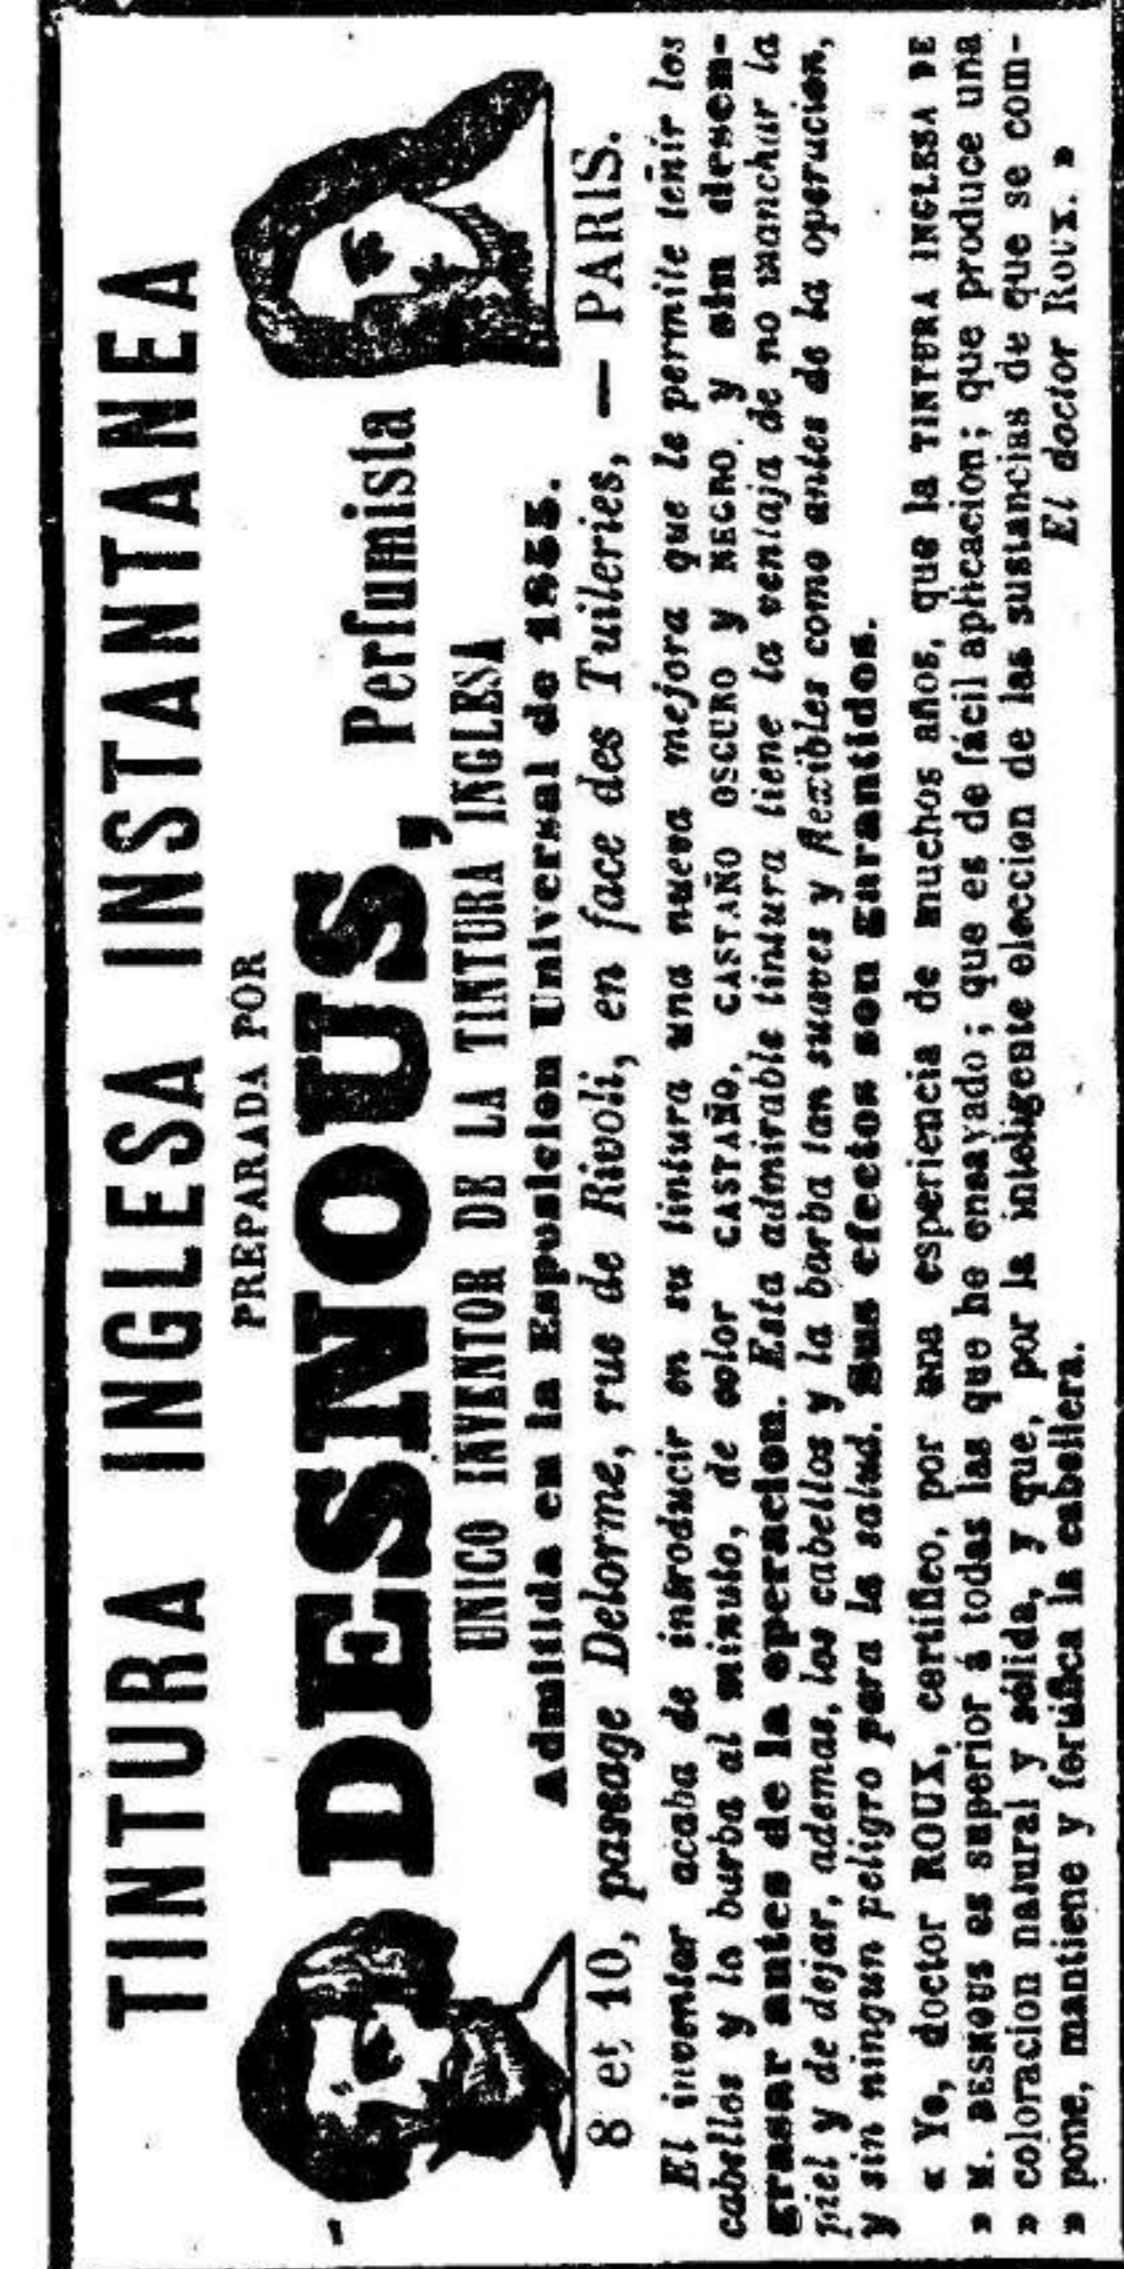 TINTURA INGLESA INSTANTANEA
PREPARADA POR
DESNOUS, Perfumista
UNICO INVENTOR DE LA TINTURA INGLESA
Admitida en la Esposicion Universal de 1855.
8 et 10, passage Delorme, rue de Rivoli, en face des Tuileries, — PARIS.
El inventor acaba de introducir en su tintura una nueva mejora que le permite teñir los
cabellos y la barba al minuto, de color CASTAÑO, CASTAÑO OSCURO y NEGRO, y sin desen-
grasar antes de la operacion. Esta admirable tintura tiene la ventaja de no manchar la
piel y de dejar, ademas, los cabellos y la barba tan suaves y flexibles como antes de la operacion,
y sin ningun peligro para la salud. Sus efectos son garantidos.
« Yo, doctor ROUX, certifico, por una esperiencia de muchos años, que la TINTURA INGLESA DE
» M. DESNOUS es superior á todas las que he ensayado; que es de fácil aplicacion; que produce una
» coloracion natural y sólida, y que, por la inteligente eleccion de las sustancias de que se com-
» pone, mantiene y fortifica la cabellera. El doctor ROUX. »